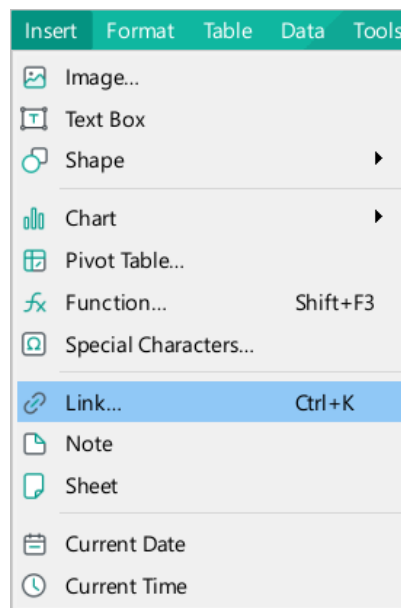 Insert Format Table Data Tools
Image...
Text Box
Shape
Chart
Pivot Table...
Function... Shift+F3
Special Characters...
Link... Ctrl+K
Note
Sheet
Current Date
Current Time